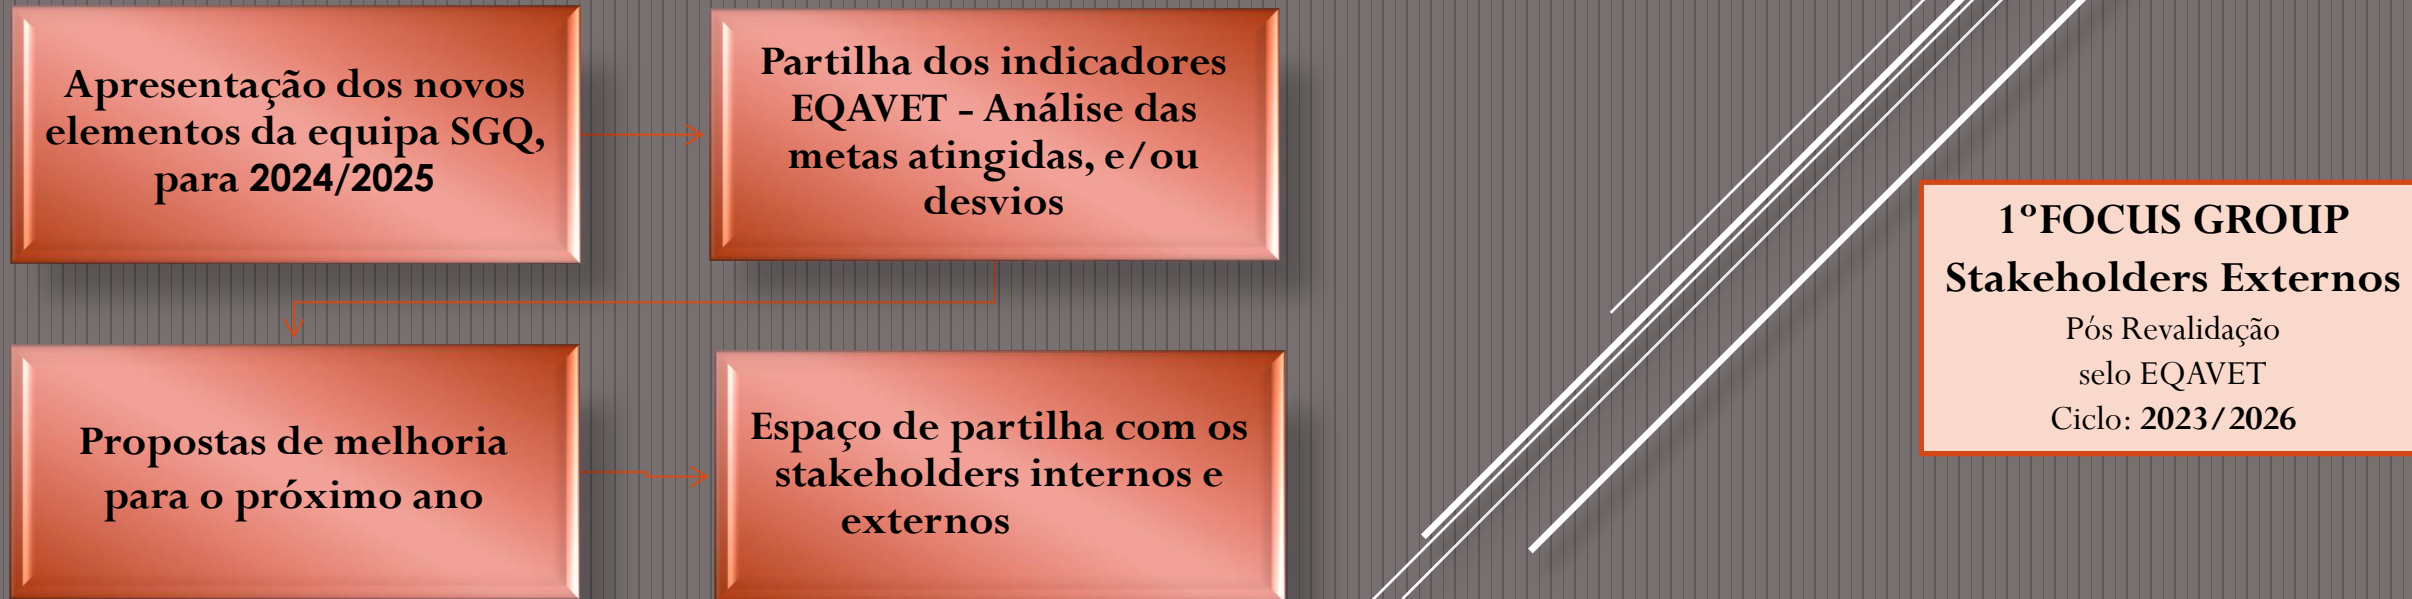 Apresentação dos novos
elementos da equipa SGQ,
para 2024/2025
Partilha dos indicadores
EQAVET - Análise das
metas atingidas, e/ou
desvios
Propostas de melhoria
para o próximo ano
Espaço de partilha com os
stakeholders internos e
externos
1ºFOCUS GROUP
Stakeholders Externos
Pós Revalidação
selo EQAVET
Ciclo: 2023/2026